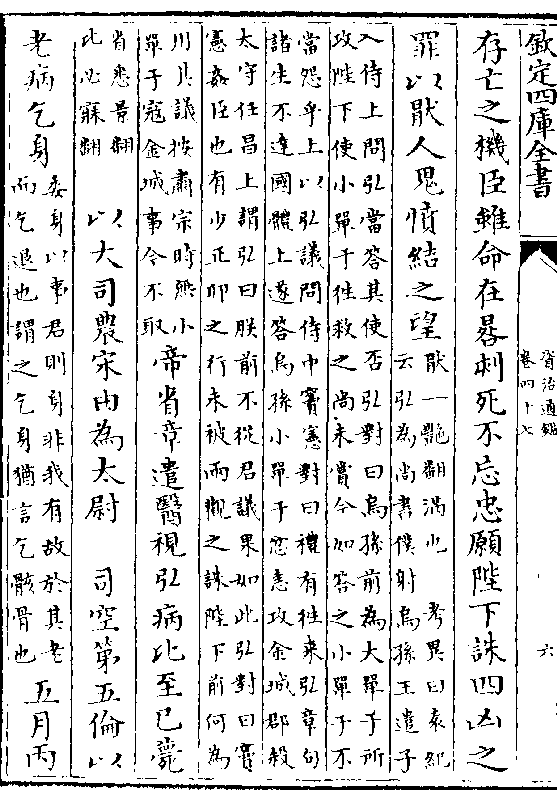 欽定四庫全書
資治通鑑
卷四十七
六
存亡之機臣雖命在晷刻死不忘忠願陛下誅四凶之
罪以厭人鬼憤結之望
厭一艷翻滿也　考異曰袁紀
云弘為尚書僕射烏孫王遣子
入侍上問弘當答其使否弘對曰烏孫前為大單于所
攻陛下使小單于往救之尚未賞今如答之小單于不
當怨乎上以弘議問侍中竇憲對曰禮有往來弘章句
諸生不達國體上遂答烏孫小單于忿恚攻金城郡殺
太守任昌上謂弘曰朕前不從君議果如此弘對曰竇
憲姦臣也有少正卯之行未被兩觀之誅陛下前何為
用其議按肅宗時無小
單于寇金城事今不取
帝省章遣醫視弘病比至已薨
省悉景翻
比必寐翻
以大司農宋由為太尉　司空第五倫以
老病乞身
委身以事君則身非我有故於其老
而乞退也謂之乞身猶言乞骸骨也
五月丙